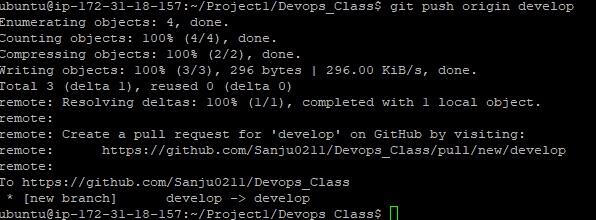 ubuntu@ip-172-31-18-157:~/Project1/Devops_Class$ git push origin develop
Enumerating objects: 4, done.
Counting objects: 100% (4/4), done.
Compressing objects: 100% (2/2), done.
Writing objects: 100% (3/3), 296 bytes | 296.00 KiB/s, done.
Total 3 (delta 1), reused 0 (delta 0)
remote: Resolving deltas: 100% (1/1), completed with 1 local object.
remote:
remote: Create a pull request for 'develop' on GitHub by visiting:
remote:      https://github.com/Sanju0211/Devops_Class/pull/new/develop
remote:
To https://github.com/Sanju0211/Devops_Class
 * [new branch]      develop -> develop
ubuntu@ip-172-31-18-157:~/Project1/Devops_Class$